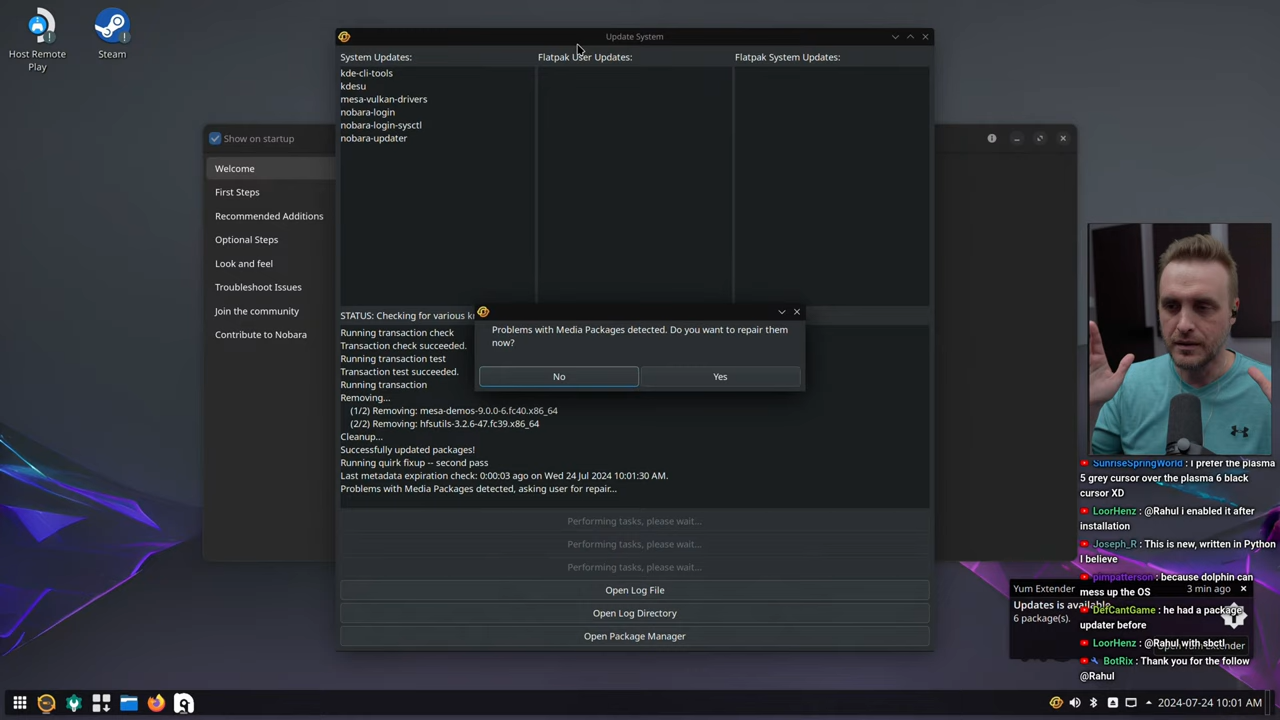 Host Remote
Play
Steam
Update System
System Updates:
Flatpak User Updates:
Flatpak System Updates:
kde-cli-tools
kdesu
mesa-vulkan-drivers
nobara-login
nobara-login-sysctl
nobara-updater
Show on startup
Welcome
First Steps
Recommended Additions
Optional Steps
Look and feel
Troubleshoot Issues
Join the community
Contribute to Nobara
STATUS: Checking for various
Problems with Media Packages detected. Do you want to repair them
now?
No
Yes
Running transaction check
Transaction check succeeded.
Running transaction test
Transaction test succeeded.
Running transaction
Removing...
(1/2) Removing: mesa-demos-9.0.0-6.fc40.x86_64
(2/2) Removing: hfsutils-3.2.6-47.fc39.x86_64
Cleanup...
Successfully updated packages!
Running quirk fixup -- second pass
Last metadata expiration check: 0:00:03 ago on Wed 24 Jul 2024 10:01:30 AM.
Problems with Media Packages detected, asking user for repair...
Performing tasks, please wait...
Performing tasks, please wait...
Performing tasks, please wait...
Open Log File
Open Log Directory
Open Package Manager
SunriseSpringWorld : I prefer the plasma
5 grey cursor over the plasma 6 black
cursor XD
LoorHenz : @Rahul i enabled it after
installation
Joseph_R : This is new, written in Python
I believe
pimpatterson : because dolphin can
mess up the OS
Yum Extender
3 min ago
Updates is available
6 package(s).
DefCantGame : he had a package
updater before
LoorHenz : @Rahul with sbctl
Open Yum Extender
BotRix : Thank you for the follow
@Rahul
2024-07-24 10:01 AM